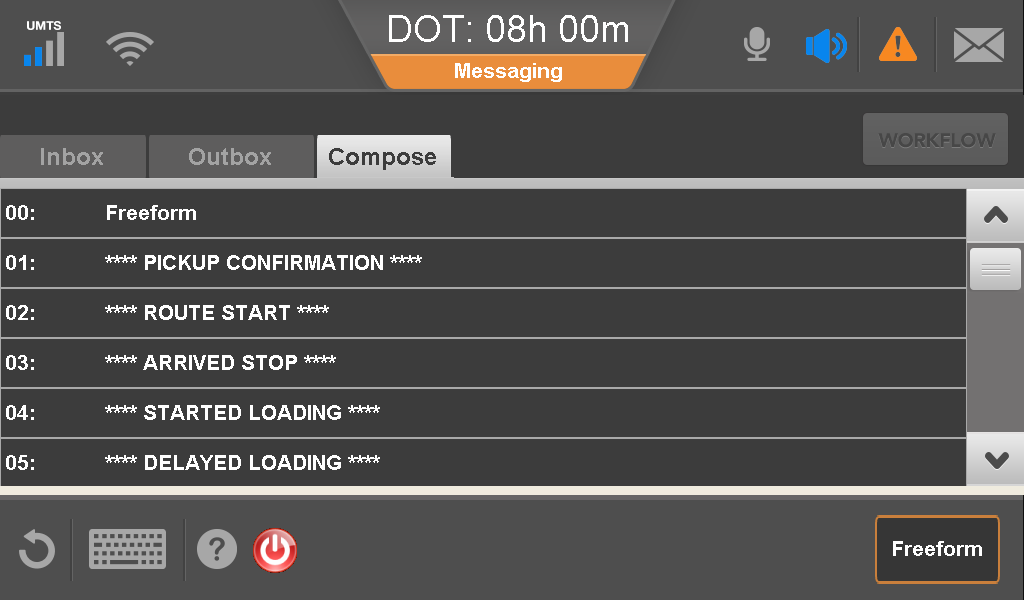 UMTS
DOT: 08h 00m
Messaging
Inbox
Outbox
Compose
WORKFLOW
00: Freeform
01: **** PICKUP CONFIRMATION ****
02: **** ROUTE START ****
03: **** ARRIVED STOP ****
04: **** STARTED LOADING ****
05: **** DELAYED LOADING ****
?
Freeform